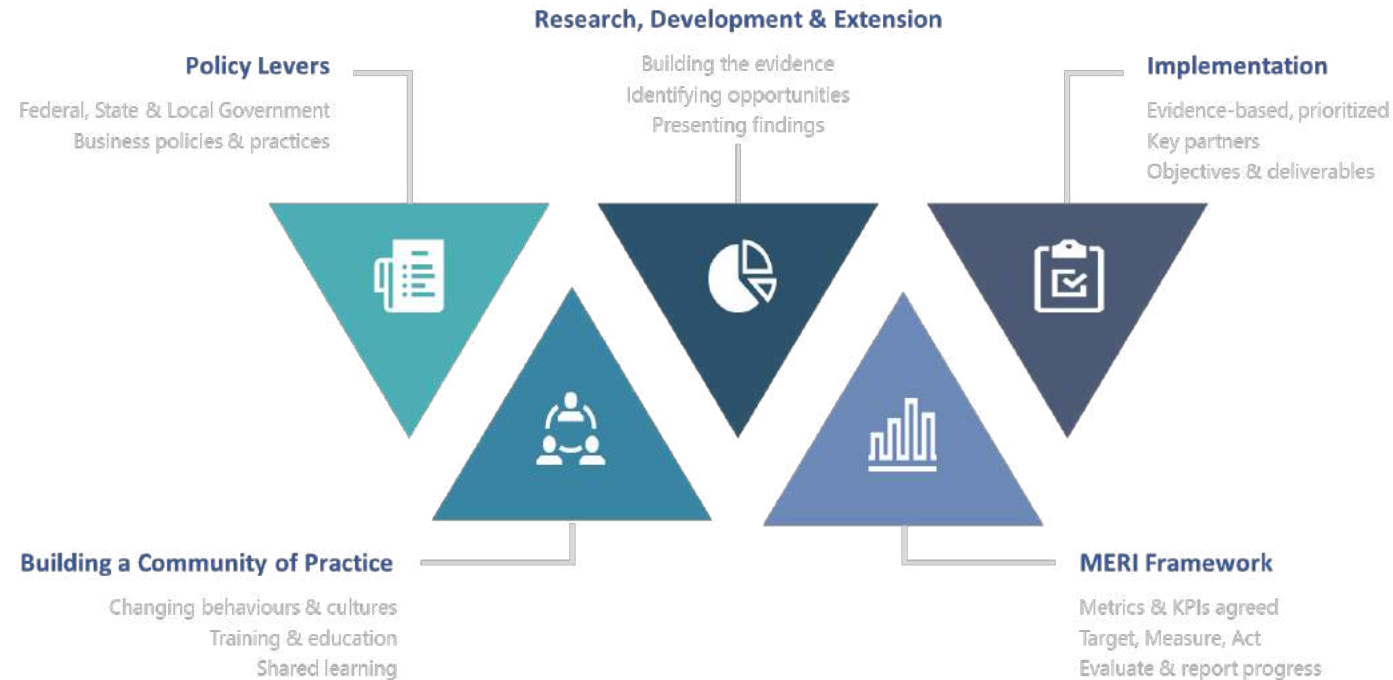 Research, Development & Extension
Building the evidence
Identifying opportunities
Presenting findings
Policy Levers
Federal, State & Local Government
Business policies & practices
Implementation
Evidence-based, prioritized
Key partners
Objectives & deliverables
Building a Community of Practice
Changing behaviours & cultures
Training & education
Shared learning
MERI Framework
Metrics & KPIs agreed
Target, Measure, Act
Evaluate & report progress